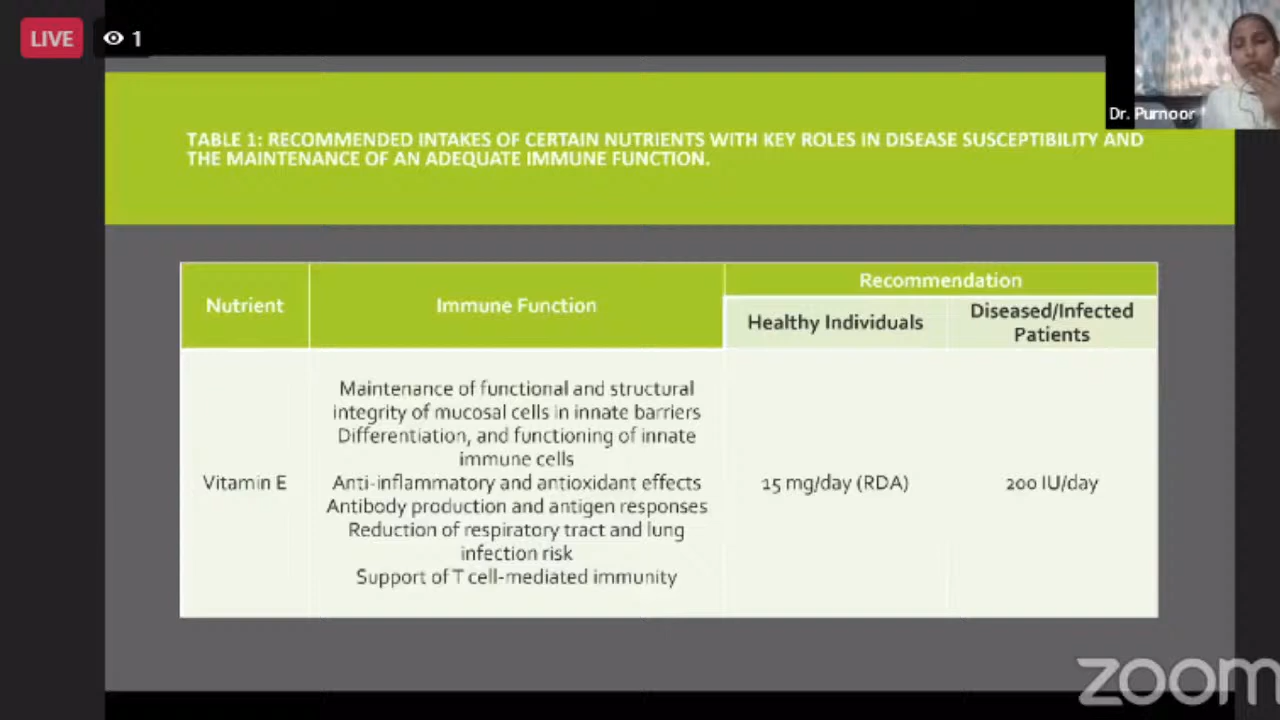 LIVE
1
Dr. Purnoor
TABLE 1: RECOMMENDED INTAKES OF CERTAIN NUTRIENTS WITH KEY ROLES IN DISEASE SUSCEPTIBILITY AND
THE MAINTENANCE OF AN ADEQUATE IMMUNE FUNCTION.
Nutrient
Immune Function
Recommendation
Healthy Individuals
Diseased/Infected
Patients
Vitamin E
Maintenance of functional and structural
integrity of mucosal cells in innate barriers
Differentiation, and functioning of innate
immune cells
Anti-inflammatory and antioxidant effects
Antibody production and antigen responses
Reduction of respiratory tract and lung
infection risk
Support of T cell-mediated immunity
15 mg/day (RDA)
200 IU/day
zoom